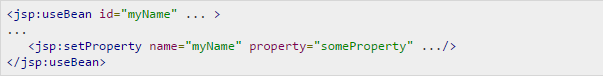 <jsp:useBean id="myName" ... >
...
   <jsp:setProperty name="myName" property="someProperty" .../>
</jsp:useBean>